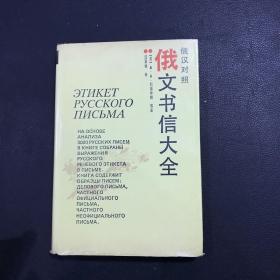 俄汉对照
俄
文书信大全
ЭТИКЕТ
РУССКОГО
ПИСЬМА
НА ОСНОВЕ
АНАЛИЗА
3000 РУССКИХ ПИСЕМ
В КНИГЕ СОБРАНЫ
ВЫРАЖЕНИЯ
РУССКОГО
РЕЧЕВОГО ЭТИКЕТА
В ПИСЬМЕ.
КНИГА СОДЕРЖИТ
ОБРАЗЦЫ ПИСЕМ:
ДЕЛОВОГО ПИСЬМА,
ЧАСТНОГО
ОФИЦИАЛЬНОГО
ПИСЬМА,
ЧАСТНОГО
НЕОФИЦИАЛЬНОГО
ПИСЬМА.